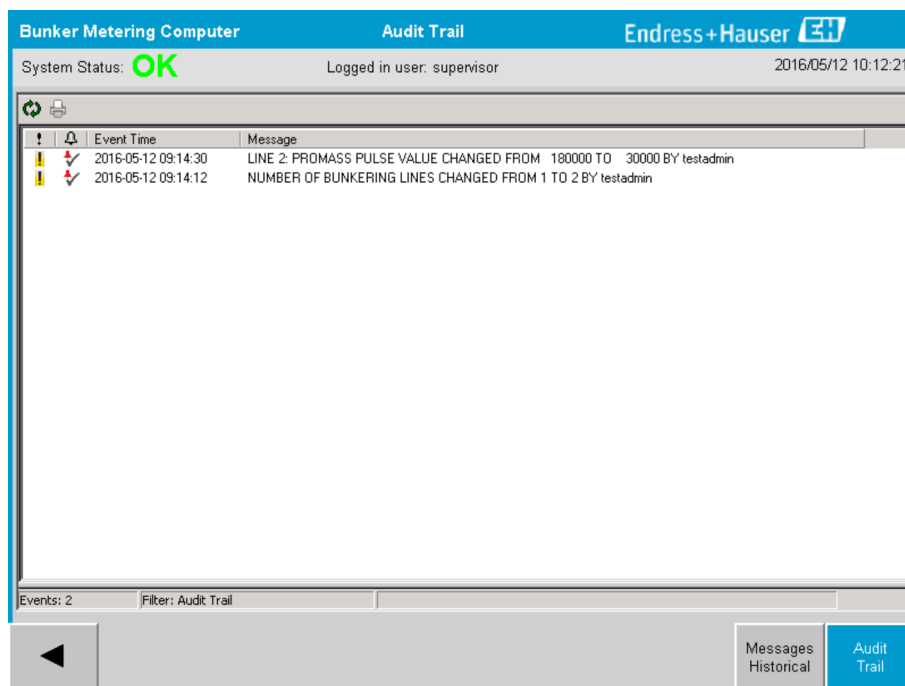 Bunker Metering Computer Audit Trail Endress+Hauser EH
System Status: OK Logged in user: supervisor 2016/05/12 10:12:21
! Event Time Message
2016-05-12 09:14:30 LINE 2: PROMASS PULSE VALUE CHANGED FROM 180000 TO 30000 BY testadmin
2016-05-12 09:14:12 NUMBER OF BUNKERING LINES CHANGED FROM 1 TO 2 BY testadmin
Events: 2 Filter: Audit Trail
Messages Audit
Historical Trail